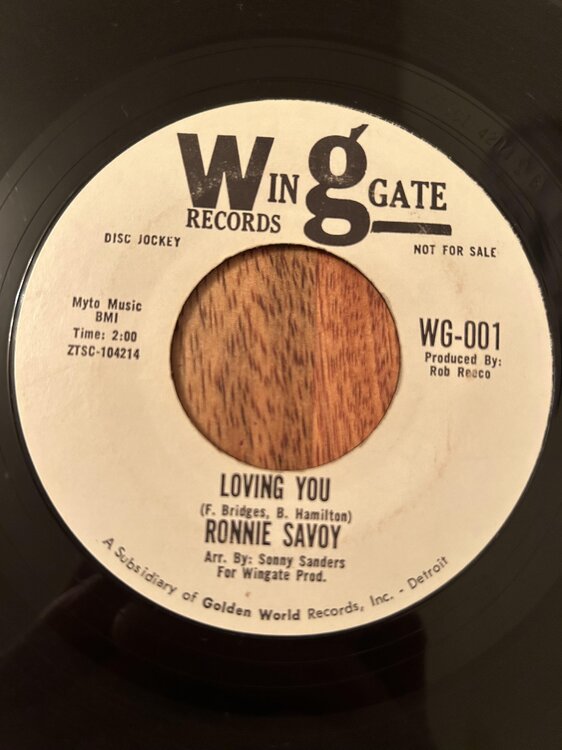 WinGATE
RECORDS
DISC JOCKEY
NOT FOR SALE
Myto Music
BMI
Time: 2:00
ZTSC-104214
WG-001
Produced By:
Rob Reeco
LOVING YOU
(F. Bridges, B. Hamilton)
RONNIE SAVOY
Arr. By: Sonny Sanders
For Wingate Prod.
A Subsidiary of Golden World Records, Inc. - Detroit